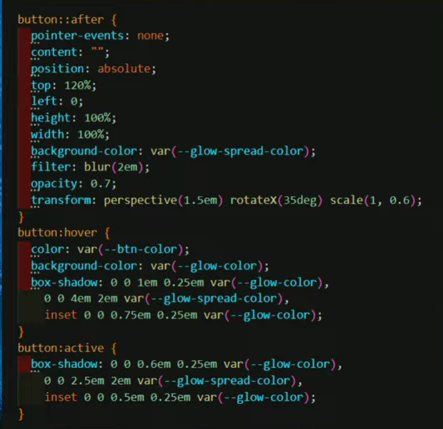 button::after {
pointer-events: none;
content: "";
position: absolute;
top: 120%;
left: 0;
height: 100%;
width: 100%;
background-color: var(--glow-spread-color);
filter: blur(2em);
opacity: 0.7;
transform: perspective(1.5em) rotateX(35deg) scale(1, 0.6);
}
button:hover {
color: var(--btn-color);
background-color: var(--glow-color);
box-shadow: 0 0 1em 0.25em var(--glow-color),
0 0 4em 2em var(--glow-spread-color),
inset 0 0 0.75em 0.25em var(--glow-color);
}
button:active {
box-shadow: 0 0 0.6em 0.25em var(--glow-color),
0 0 2.5em 2em var(--glow-spread-color),
inset 0 0 0.5em 0.25em var(--glow-color);
}